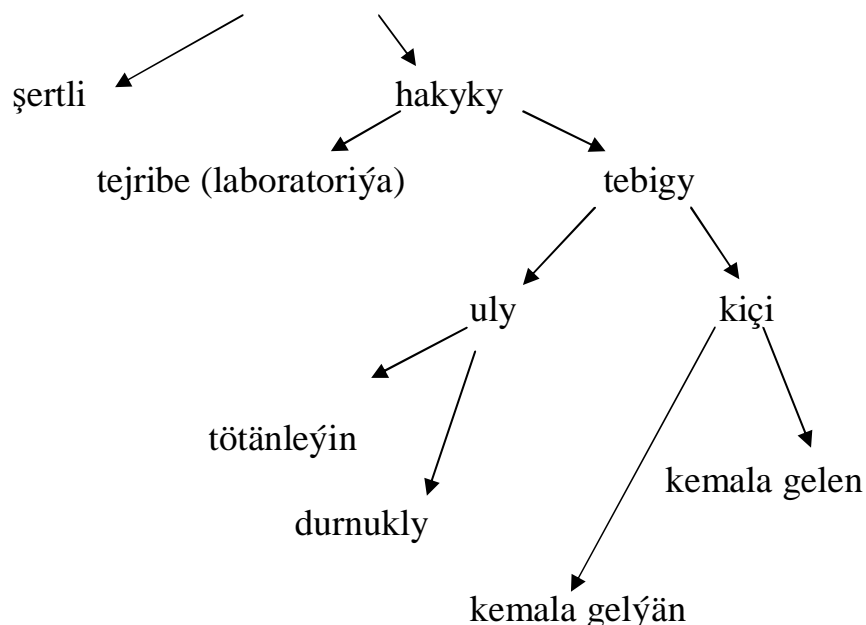 şertli
hakyky
tejribe (laboratoriýa)
tebigy
uly
kiçi
tötänleýin
kemala gelen
durnukly
kemala gelýän